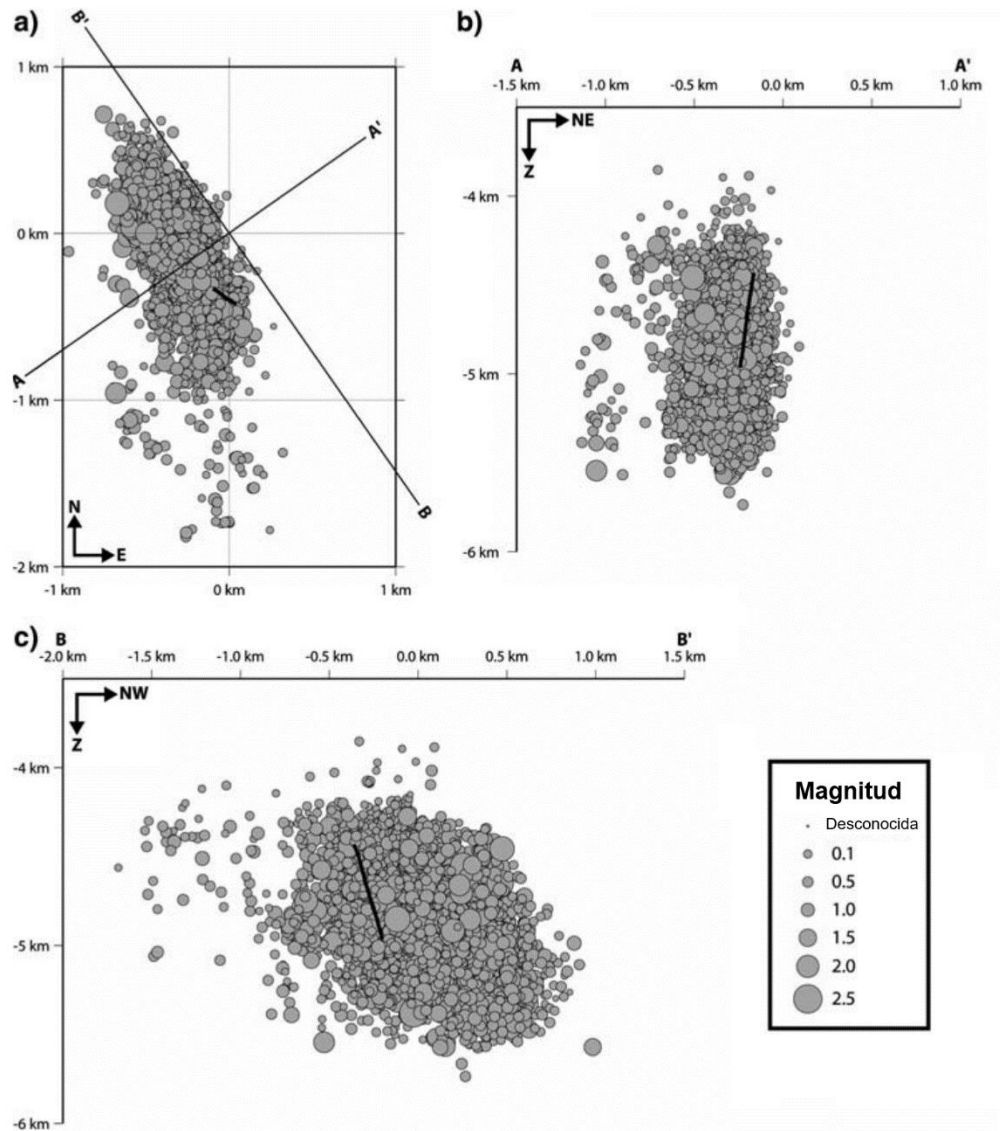 a)
B'
A'
1 km
0 km
-1 km
-2 km
A
B
N
E
-1 km 0 km 1 km
b)
A A'
-1.5 km -1.0 km -0.5 km 0.0 km 0.5 km 1.0 km
NE
Z
-4 km
-5 km
-6 km
c)
B B'
-2.0 km -1.5 km -1.0 km -0.5 km 0.0 km 0.5 km 1.0 km 1.5 km
NW
Z
-4 km
-5 km
-6 km
Magnitud
Desconocida
0.1
0.5
1.0
1.5
2.0
2.5